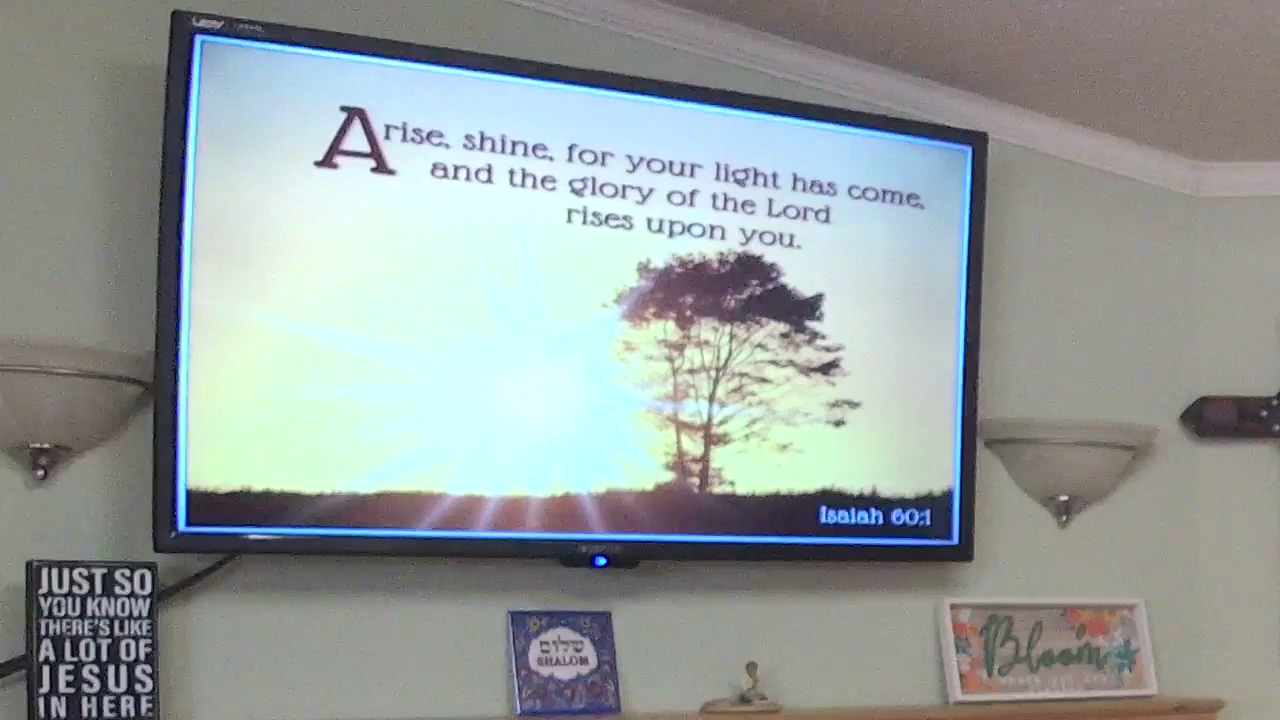 Arise, shine, for your light has come,
and the glory of the Lord
rises upon you.
Isaiah 60:1
JUST SO
YOU KNOW
THERE'S LIKE
A LOT OF
JESUS
IN HERE
שלום
SHALOM
Bloom